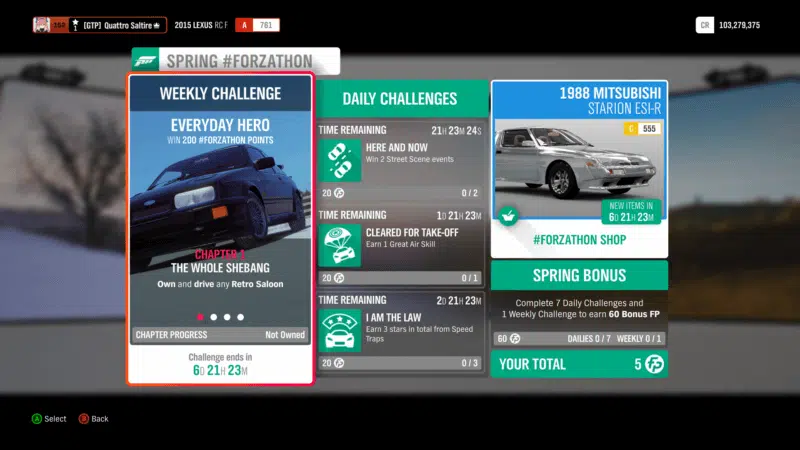 162 [GTP] Quattro Saltire
2015 LEXUS RC F A 781
CR 103,279,375
SPRING #FORZATHON
WEEKLY CHALLENGE
EVERYDAY HERO
WIN 200 #FORZATHON POINTS
CHAPTER 1
THE WHOLE SHEBANG
Own and drive any Retro Saloon
CHAPTER PROGRESS Not Owned
Challenge ends in
6D 21H 23M
DAILY CHALLENGES
TIME REMAINING 21H 23M 24S
HERE AND NOW
Win 2 Street Scene events
20 FP 0 / 2
TIME REMAINING 1D 21H 23M
CLEARED FOR TAKE-OFF
Earn 1 Great Air Skill
20 FP 0 / 1
TIME REMAINING 2D 21H 23M
I AM THE LAW
Earn 3 stars in total from Speed
Traps
20 FP 0 / 3
1988 MITSUBISHI
STARION ESI-R
C 555
NEW ITEMS IN
6D 21H 23M
#FORZATHON SHOP
SPRING BONUS
Complete 7 Daily Challenges and
1 Weekly Challenge to earn 60 Bonus FP
60 FP DAILIES 0 / 7 WEEKLY 0 / 1
YOUR TOTAL 5 FP
A Select B Back